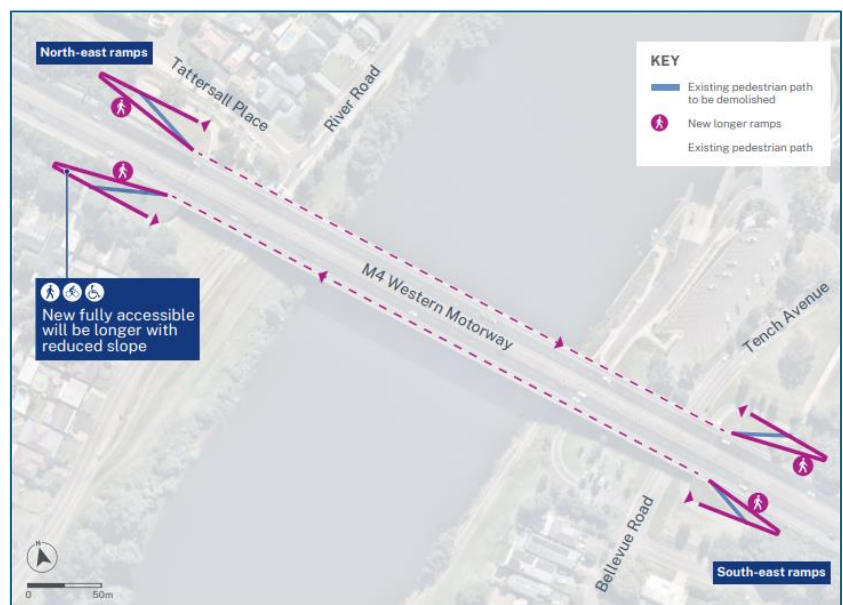 North-east ramps
Tattersall Place
River Road
KEY
Existing pedestrian path
to be demolished
New longer ramps
Existing pedestrian path
M4 Western Motorway
Tench Avenue
New fully accessible
will be longer with
reduced slope
Bellevue Road
South-east ramps
N
0 50m